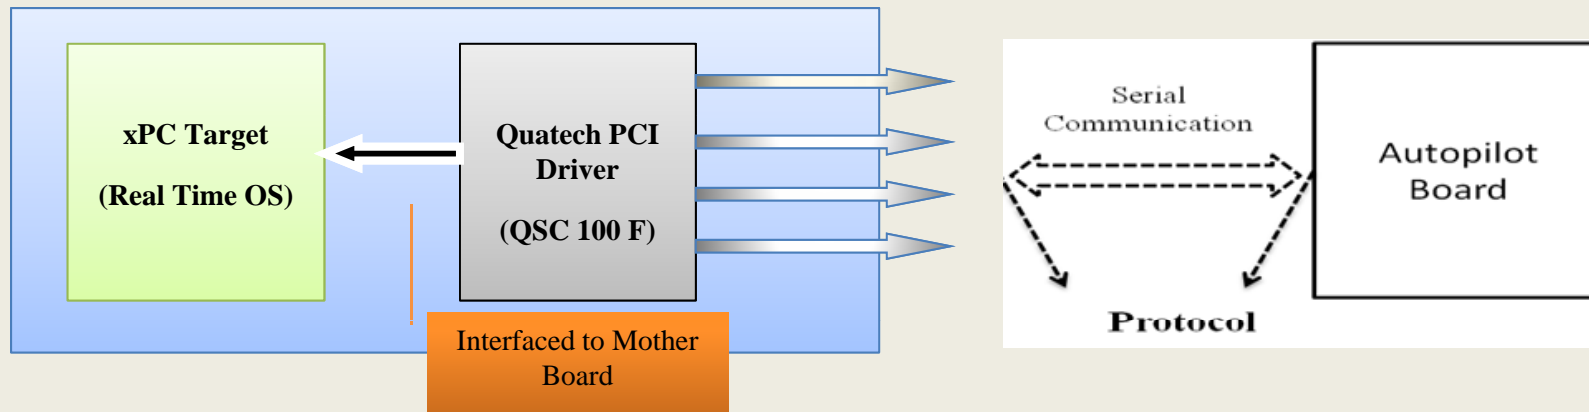 xPC Target
(Real Time OS)
Quatech PCI
Driver
(QSC 100 F)
Interfaced to Mother
Board
Serial
Communication
Protocol
Autopilot
Board